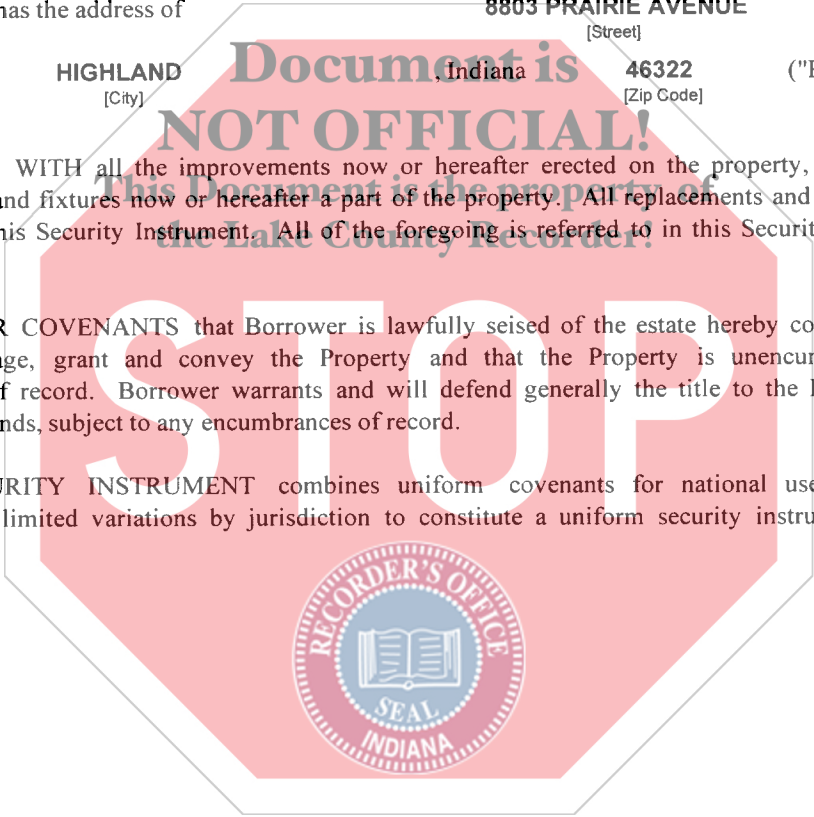 has the address of 8803 PRAIRIE AVENUE
[Street]
HIGHLAND , Indiana 46322 ("
[City] [Zip Code]
Document is
NOT OFFICIAL!
WITH all the improvements now or hereafter erected on the property,
This Document is the property of
and fixtures now or hereafter a part of the property. All replacements and
his Security Instrument. All of the foregoing is referred to in this Securit
the Lake County Recorder!
R COVENANTS that Borrower is lawfully seised of the estate hereby co
age, grant and convey the Property and that the Property is unencur
f record. Borrower warrants and will defend generally the title to the
nds, subject to any encumbrances of record.
STOP
URITY INSTRUMENT combines uniform covenants for national use
limited variations by jurisdiction to constitute a uniform security instru
RECORDER'S OFFICE
SEAL
INDIANA